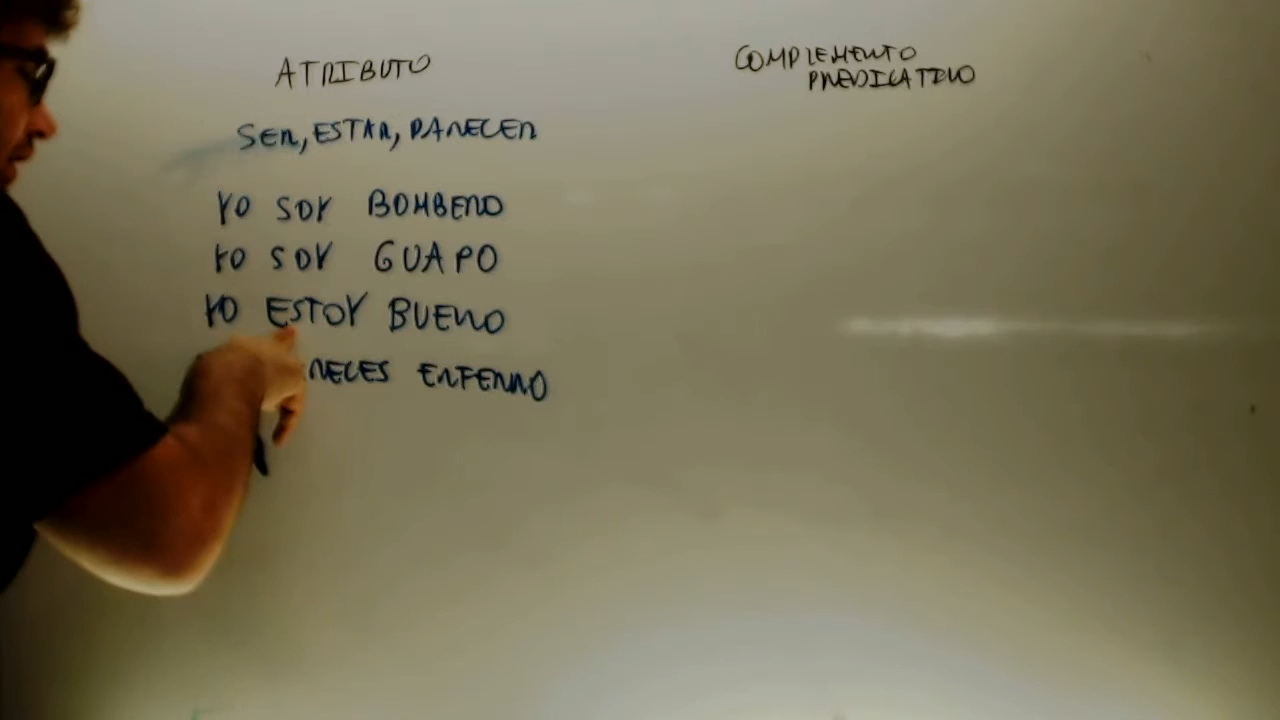 ATRIBUTO
SER, ESTAR, PARECER
YO SOY BOMBERO
YO SOY GUAPO
YO ESTOY BUENO
RECES ENFERMO
COMPLEMENTO
PREDICATIVO